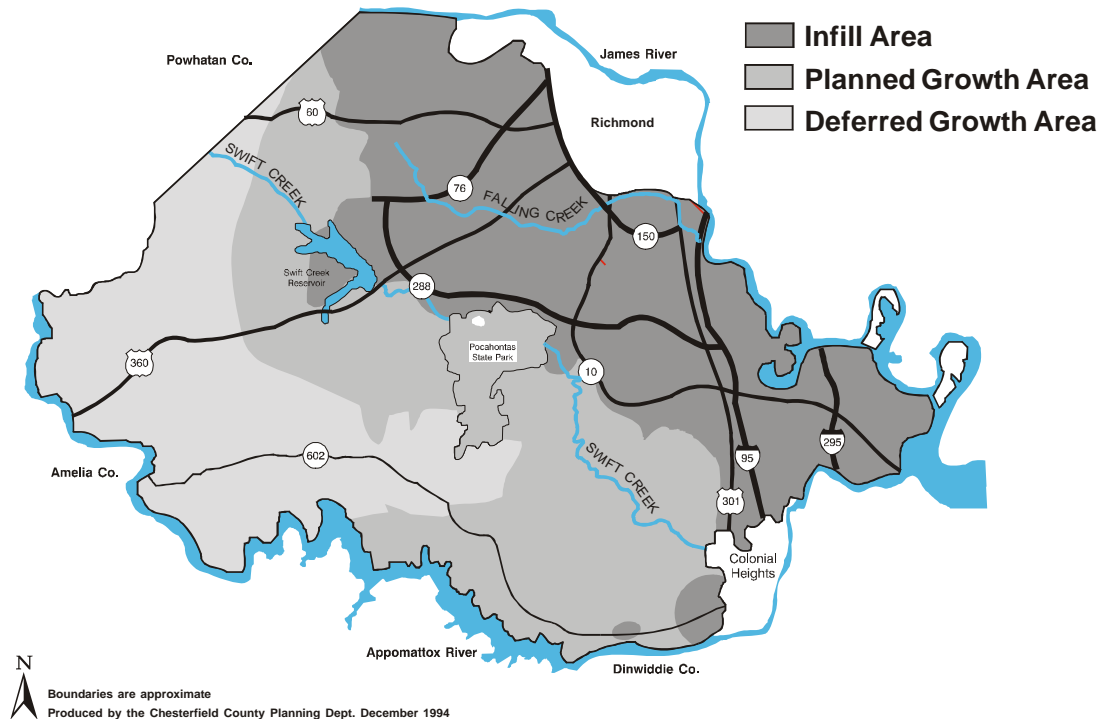 Infill Area
Planned Growth Area
Deferred Growth Area
James River
Powhatan Co.
Richmond
60
SWIFT CREEK
76
FALLING CREEK
150
Swift Creek
Reservoir
288
Pocahontas
State Park
360
10
295
95
602
Amelia Co.
SWIFT CREEK
301
Colonial
Heights
Appomattox River
Dinwiddie Co.
N
Boundaries are approximate
Produced by the Chesterfield County Planning Dept. December 1994